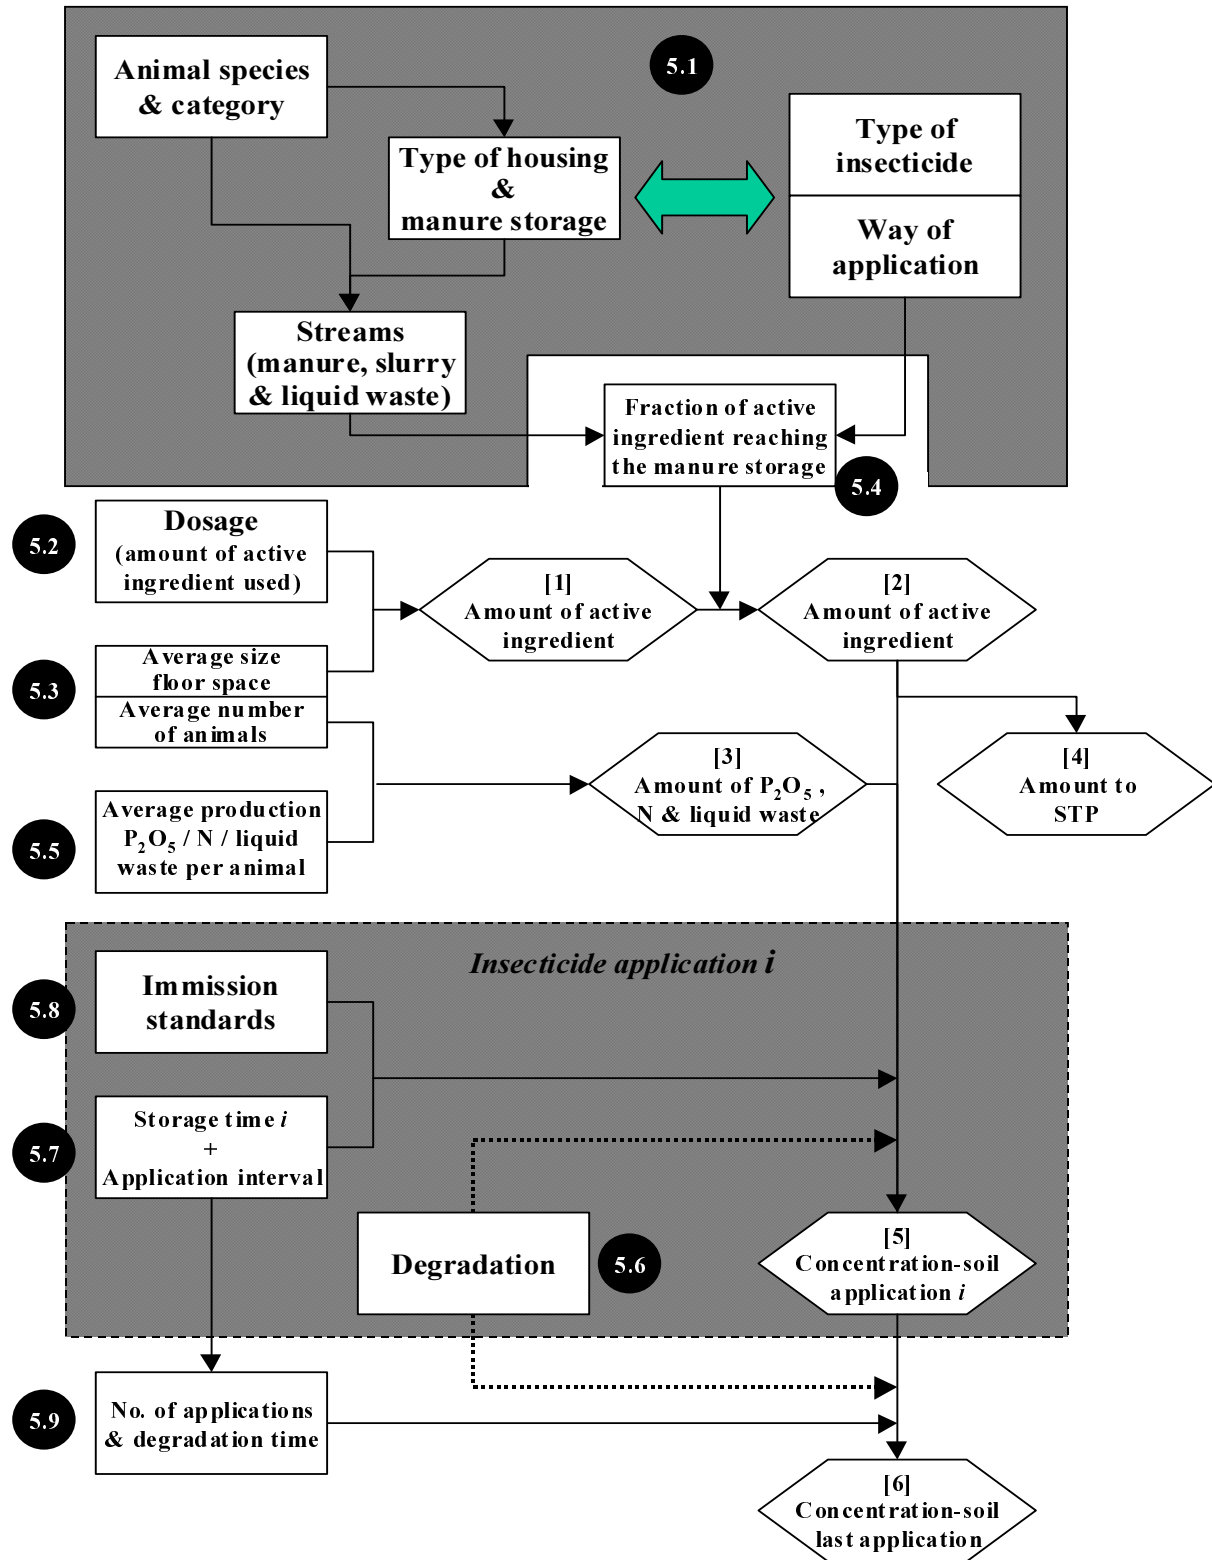 Animal species
& category
5.1
Type of
insecticide
Type of housing
&
manure storage
Way of
application
Streams
(manure, slurry
& liquid waste)
Fraction of active
ingredient reaching
the manure storage
5.4
5.2
Dosage
(amount of active
ingredient used)
[1]
Amount of active
ingredient
[2]
Amount of active
ingredient
5.3
Average size
floor space
Average number
of animals
[3]
Amount of P₂O₅ ,
N & liquid waste
[4]
Amount to
STP
5.5
Average production
P₂O₅ / N / liquid
waste per animal
Insecticide application i
5.8
Immission
standards
5.7
Storage time i
+
Application interval
Degradation
5.6
[5]
Concentration-soil
application i
5.9
No. of applications
& degradation time
[6]
Concentration-soil
last application